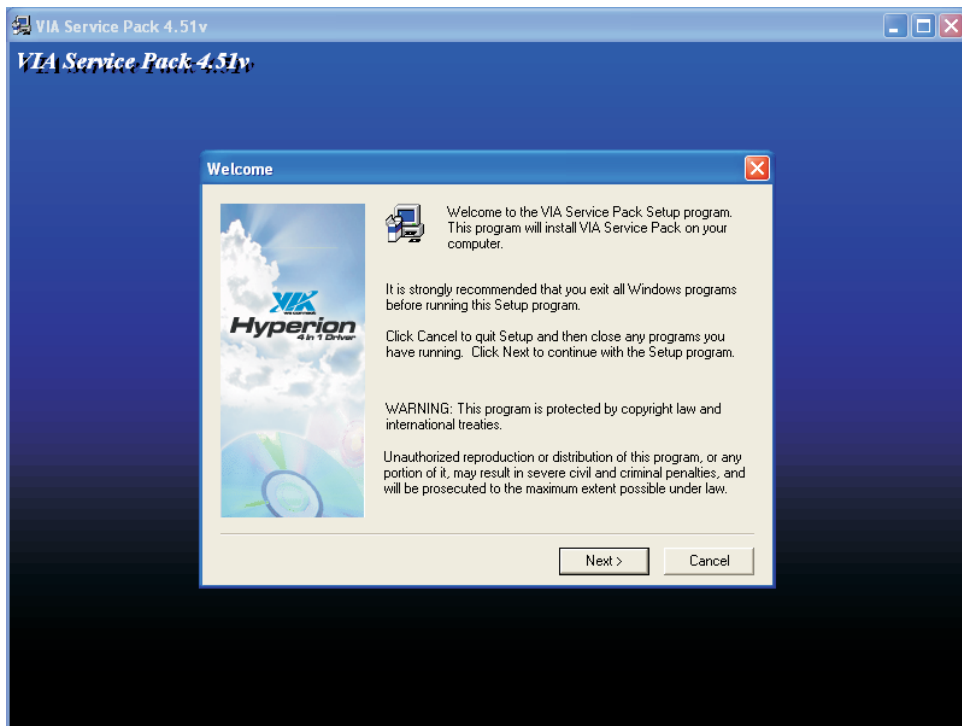 VIA Service Pack 4.51v
VIA Service Pack 4.51v
Welcome
Welcome to the VIA Service Pack Setup program.
This program will install VIA Service Pack on your
computer.
It is strongly recommended that you exit all Windows programs
before running this Setup program.
Click Cancel to quit Setup and then close any programs you
have running.  Click Next to continue with the Setup program.
WARNING: This program is protected by copyright law and
international treaties.
Unauthorized reproduction or distribution of this program, or any
portion of it, may result in severe civil and criminal penalties, and
will be prosecuted to the maximum extent possible under law.
VIA
Hyperion
4 in 1 Driver
Next >
Cancel